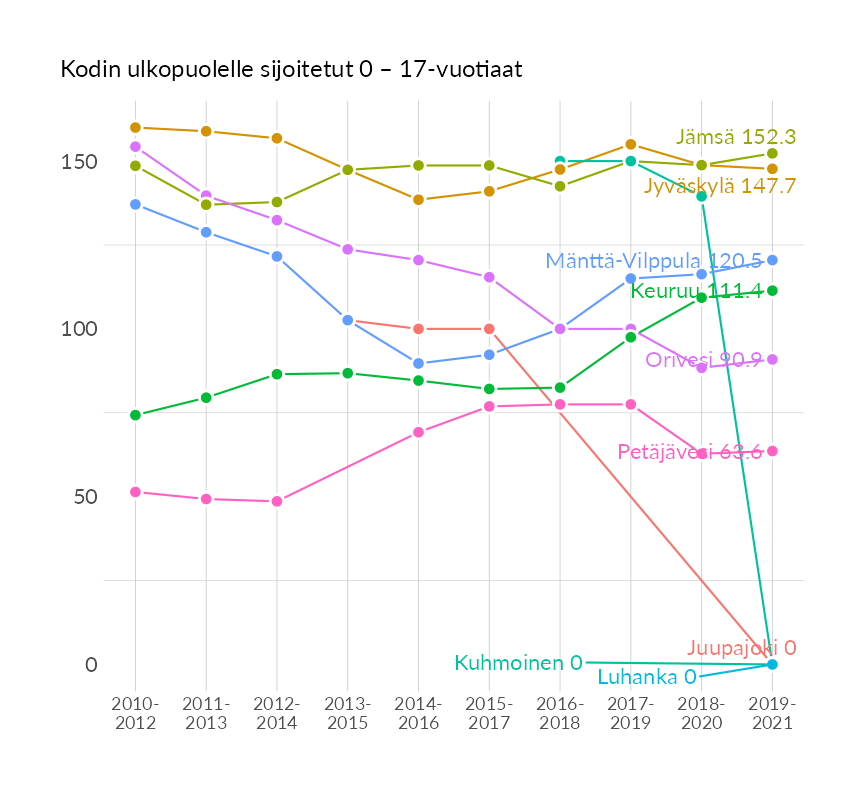 Kodin ulkopuolelle sijoitetut 0 – 17-vuotiaat
Jämsä 152.3
150
Jyväskylä 147.7
Mänttä-Vilppula 120.5
Keuruu 111.4
100
Orivesi 90.9
Petäjävesi 63.6
50
Juupajoki 0
Kuhmoinen 0
0
Luhanka 0
2010- 2011- 2012- 2013- 2014- 2015- 2016- 2017- 2018- 2019-
2012 2013 2014 2015 2016 2017 2018 2019 2020 2021